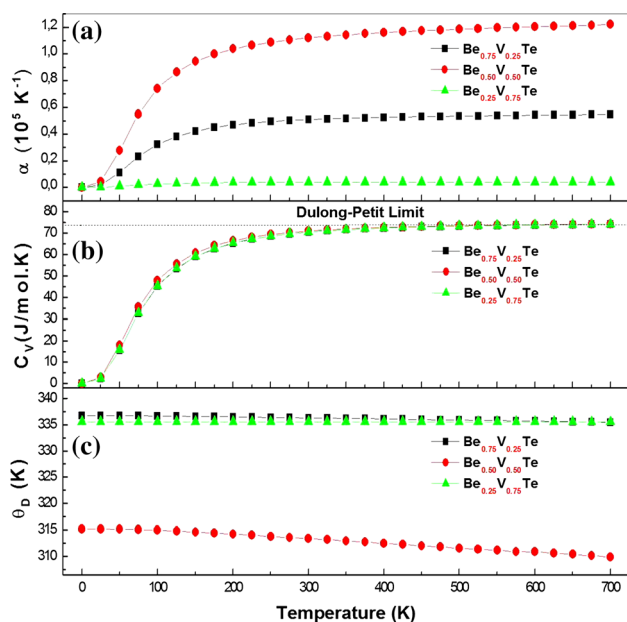 (a)
α (10⁵ K⁻¹)
1,2
1,0
0,8
0,6
0,4
0,2
0,0
Be₀.₇₅V₀.₂₅Te
Be₀.₅₀V₀.₅₀Te
Be₀.₂₅V₀.₇₅Te
Dulong-Petit Limit
(b)
C_V(J/m ol.K)
80
70
60
50
40
30
20
10
0
Be₀.₇₅V₀.₂₅Te
Be₀.₅₀V₀.₅₀Te
Be₀.₂₅V₀.₇₅Te
(c)
θ_D (K)
340
335
330
325
320
315
310
Be₀.₇₅V₀.₂₅Te
Be₀.₅₀V₀.₅₀Te
Be₀.₂₅V₀.₇₅Te
0 100 200 300 400 500 600 700
Temperature (K)